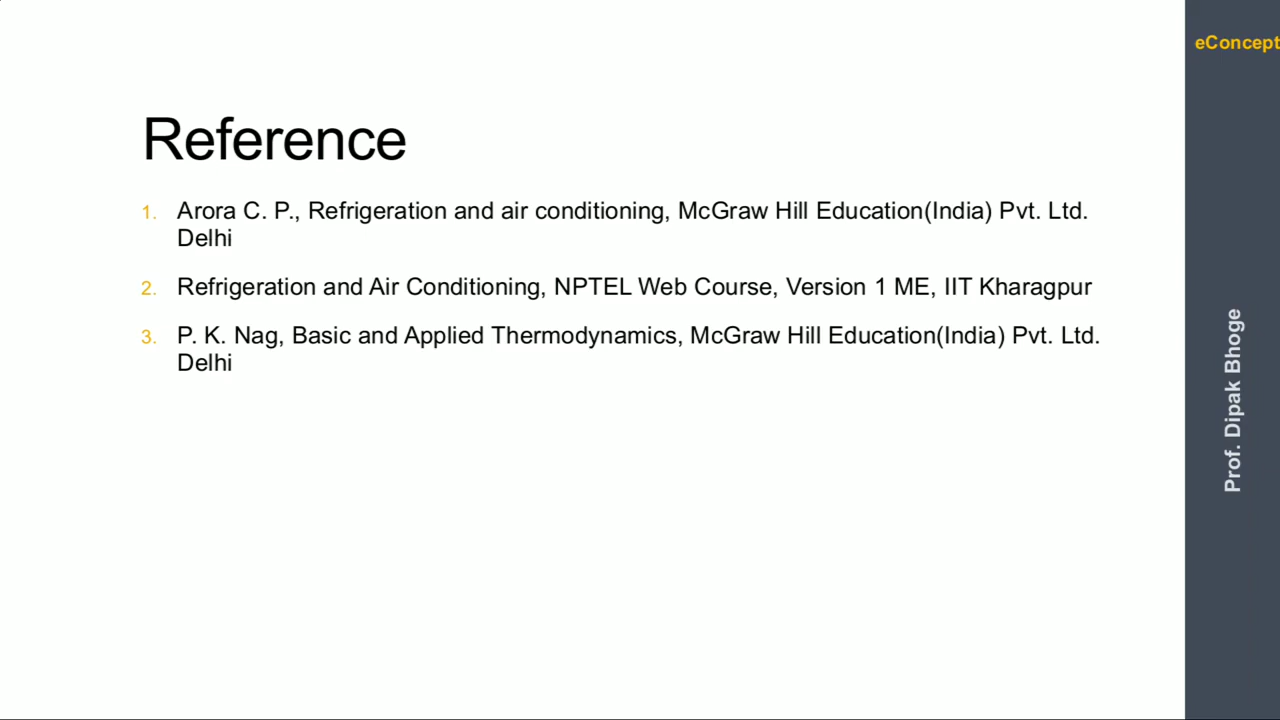 eConcept
Reference
1. Arora C. P., Refrigeration and air conditioning, McGraw Hill Education(India) Pvt. Ltd.
Delhi
2. Refrigeration and Air Conditioning, NPTEL Web Course, Version 1 ME, IIT Kharagpur
3. P. K. Nag, Basic and Applied Thermodynamics, McGraw Hill Education(India) Pvt. Ltd.
Delhi
Prof. Dipak Bhoge